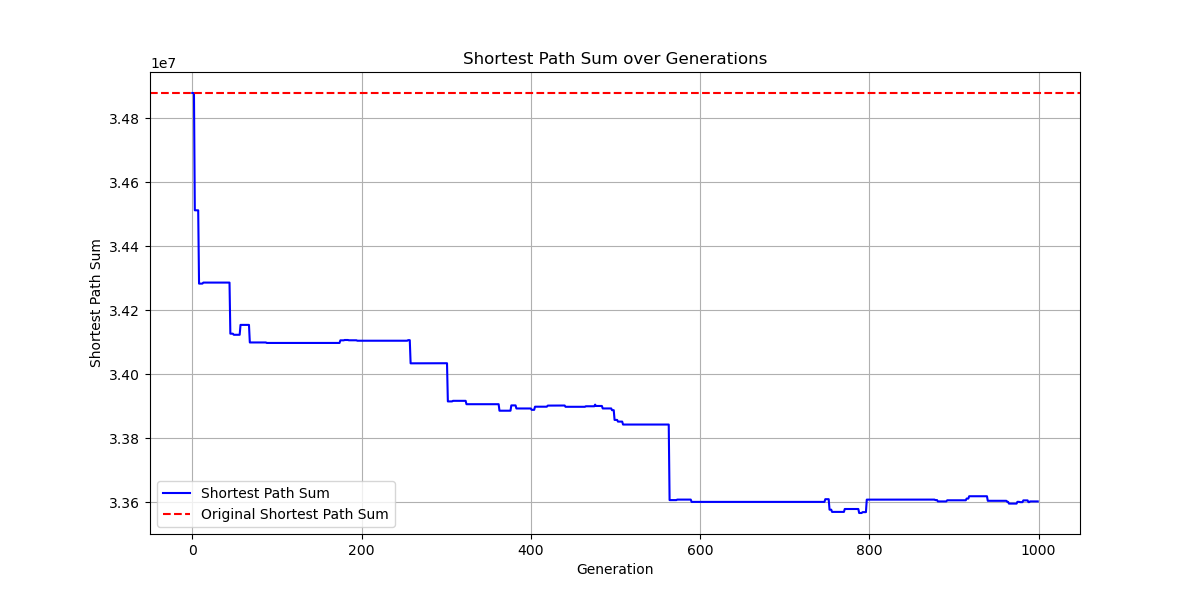 Shortest Path Sum over Generations
1e7
3.48
3.46
3.44
3.42
3.40
3.38
3.36
Shortest Path Sum
Shortest Path Sum
Original Shortest Path Sum
0 200 400 600 800 1000
Generation